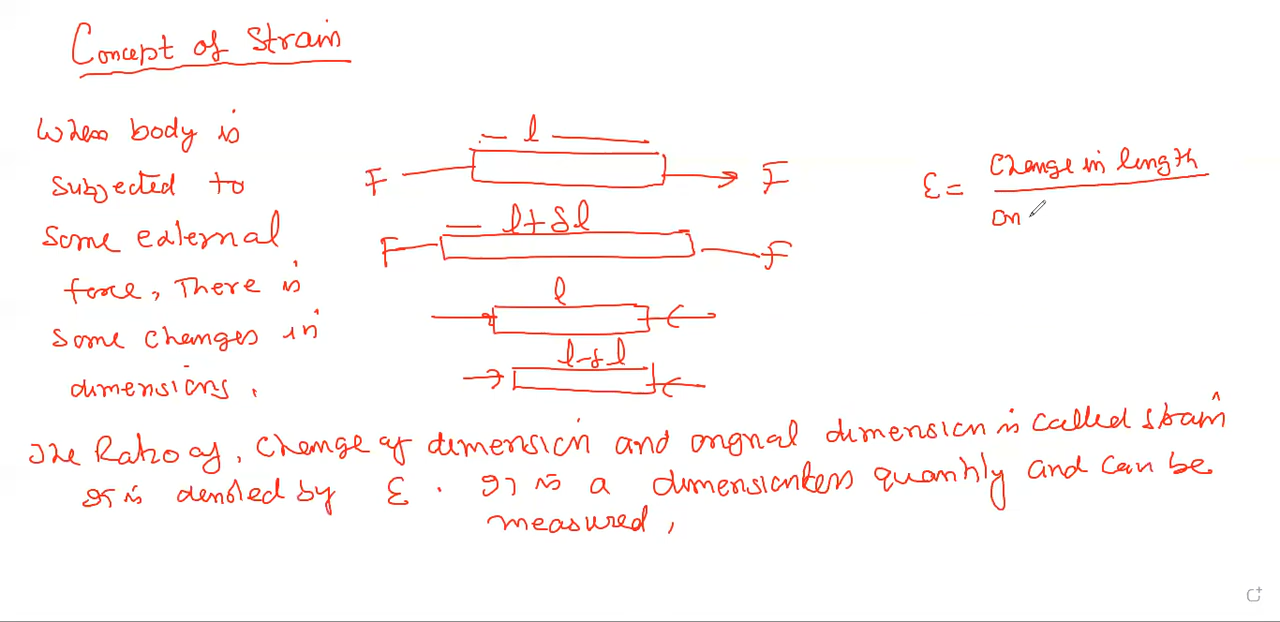 Concept of Strain
When body is
subjected to
some external
force, There is
some changes in
dimensions.
l
F F
l + δl
F F
l
l-δl
ε = Change in length
On
The Ratio of, change of dimension and orignal dimension is called strain
It is denoted by ε. It is a dimensionless quantity and can be
measured,